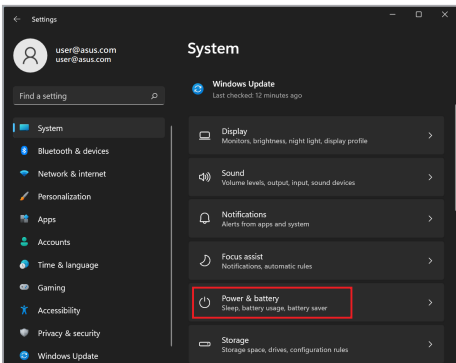 Settings
user@asus.com
user@asus.com
Find a setting
System
Bluetooth & devices
Network & internet
Personalization
Apps
Accounts
Time & language
Gaming
Accessibility
Privacy & security
Windows Update
System
Windows Update
Last checked: 12 minutes ago
Display
Monitors, brightness, night light, display profile
Sound
Volume levels, output, input, sound devices
Notifications
Alerts from apps and system
Focus assist
Notifications, automatic rules
Power & battery
Sleep, battery usage, battery saver
Storage
Storage space, drives, configuration rules